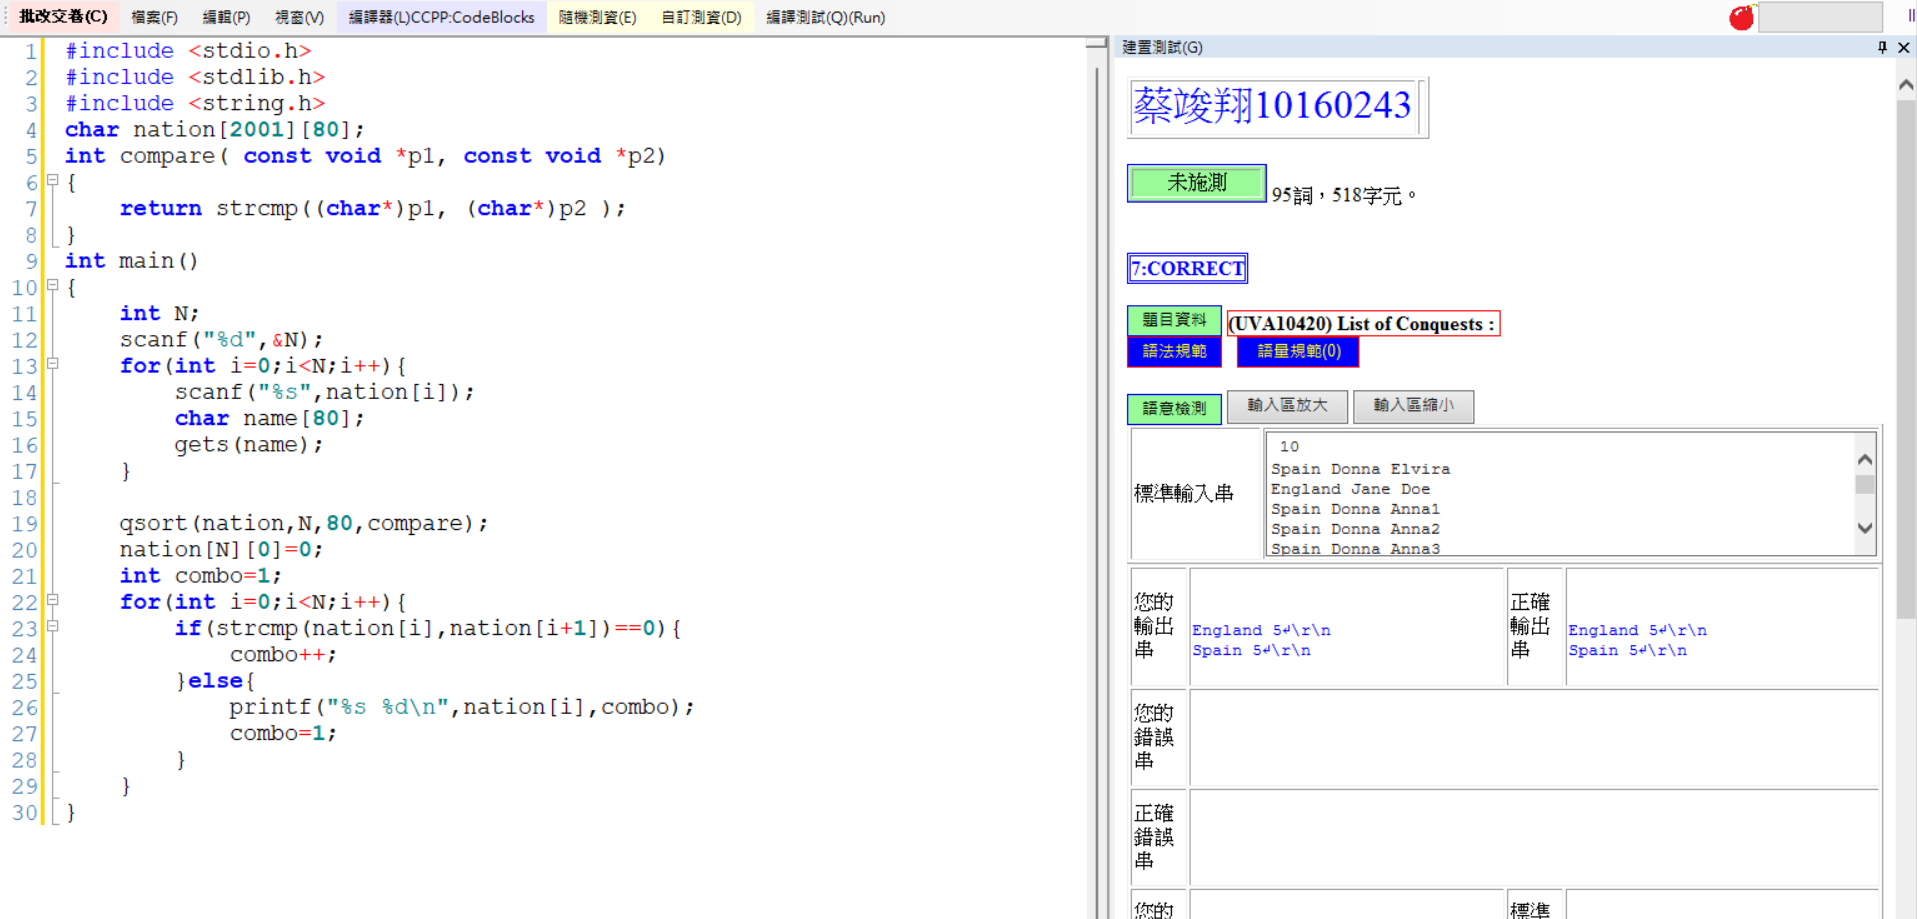 批改交卷(C) 檔案(F) 編輯(P) 視窗(V) 編譯器(L)CCPP:CodeBlocks 隨機測資(E) 自訂測資(D) 編譯測試(Q)(Run)
1 #include <stdio.h>
2 #include <stdlib.h>
3 #include <string.h>
4 char nation[2001][80];
5 int compare( const void *p1, const void *p2)
6 {
7 return strcmp((char*)p1, (char*)p2 );
8 }
9 int main()
10 {
11 int N;
12 scanf("%d",&N);
13 for(int i=0;i<N;i++){
14 scanf("%s",nation[i]);
15 char name[80];
16 gets(name);
17 }
18
19 qsort(nation,N,80,compare);
20 nation[N][0]=0;
21 int combo=1;
22 for(int i=0;i<N;i++){
23 if(strcmp(nation[i],nation[i+1])==0){
24 combo++;
25 }else{
26 printf("%s %d\n",nation[i],combo);
27 combo=1;
28 }
29 }
30 }
建置測試(G)
蔡竣翔10160243
未施測 95詞，518字元。
7:CORRECT
題目資料 (UVA10420) List of Conquests :
語法規範 語量規範(0)
語意檢測 輸入區放大 輸入區縮小
標準輸入串
10
Spain Donna Elvira
England Jane Doe
Spain Donna Anna1
Spain Donna Anna2
Spain Donna Anna3
您的輸出串
England 5↵\r\n
Spain 5↵\r\n
正確輸出串
England 5↵\r\n
Spain 5↵\r\n
您的錯誤串
正確錯誤串
您的 標準